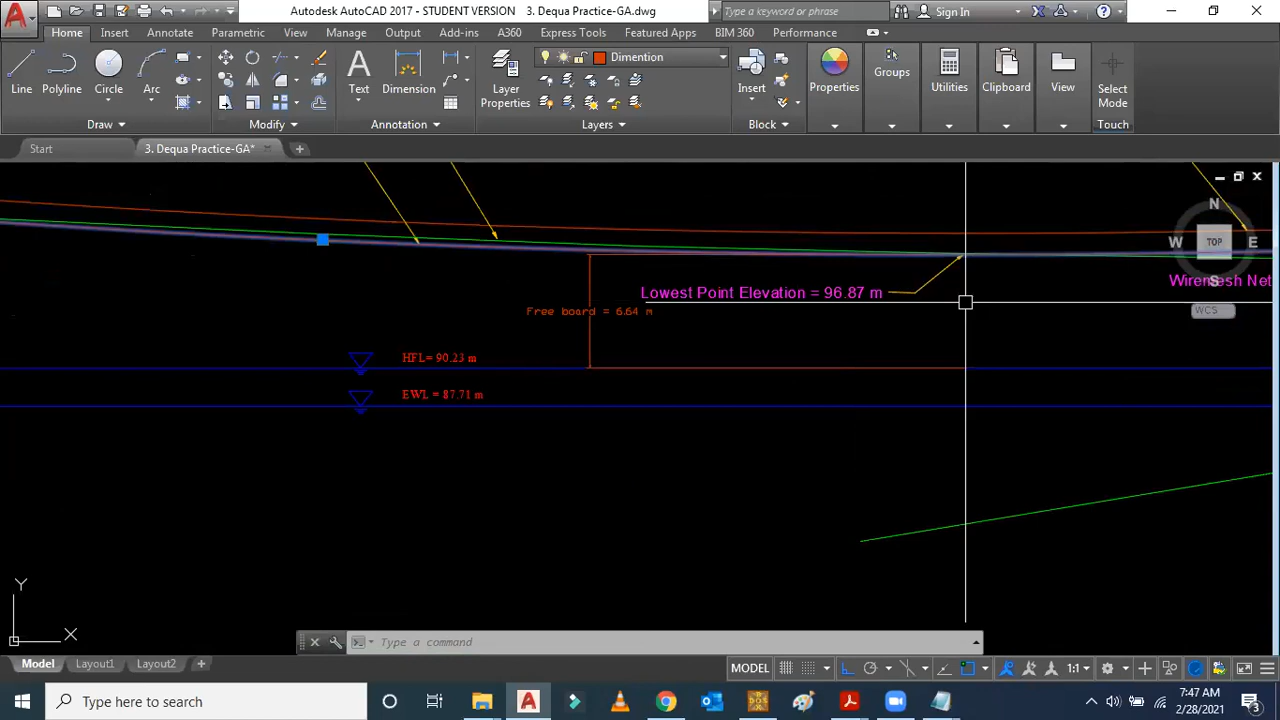 Autodesk AutoCAD 2017 - STUDENT VERSION 3. Dequa Practice-GA.dwg
Type a keyword or phrase
Sign In
Home Insert Annotate Parametric View Manage Output Add-ins A360 Express Tools Featured Apps BIM 360 Performance
Line
Polyline
Circle
Arc
Text
Dimension
Layer
Properties
Dimention
Insert
Properties
Groups
Utilities
Clipboard
View
Select
Mode
Draw
Modify
Annotation
Layers
Block
Touch
Start
3. Dequa Practice-GA*
N
W
TOP
E
S
WCS
Lowest Point Elevation = 96.87 m
Wiremesh Net
Free board = 6.64 m
HFL= 90.23 m
EWL = 87.71 m
Y
X
Type a command
Model Layout1 Layout2
MODEL
1:1
Type here to search
DOS
7:47 AM
2/28/2021
3